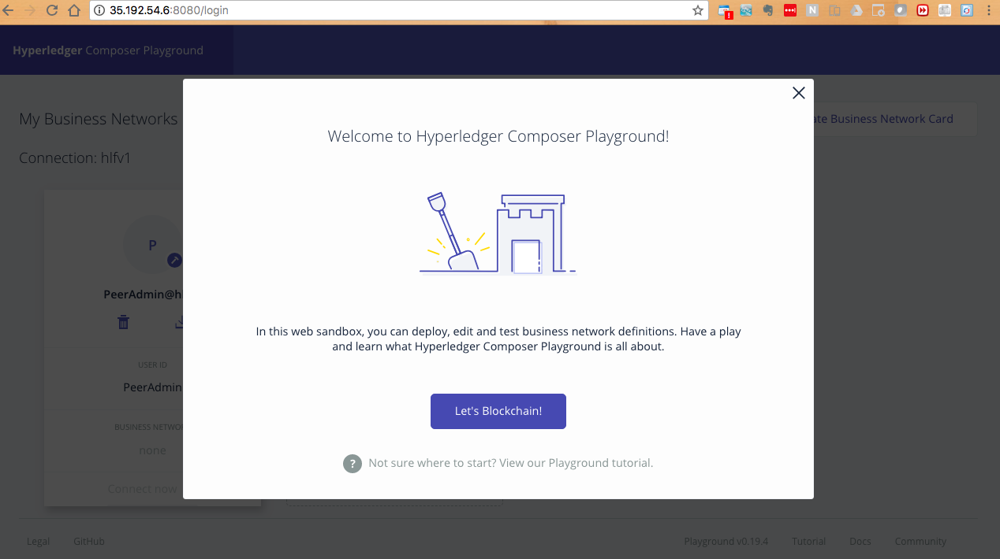 35.192.54.6:8080/login
Hyperledger Composer Playground
My Business Networks
ate Business Network Card
Connection: hlfv1
Welcome to Hyperledger Composer Playground!
P
PeerAdmin@h
In this web sandbox, you can deploy, edit and test business network definitions. Have a play
and learn what Hyperledger Composer Playground is all about.
USER ID
PeerAdmin
Let's Blockchain!
BUSINESS NETWO
none
? Not sure where to start? View our Playground tutorial.
Connect now
Legal GitHub Playground v0.19.4 Tutorial Docs Community